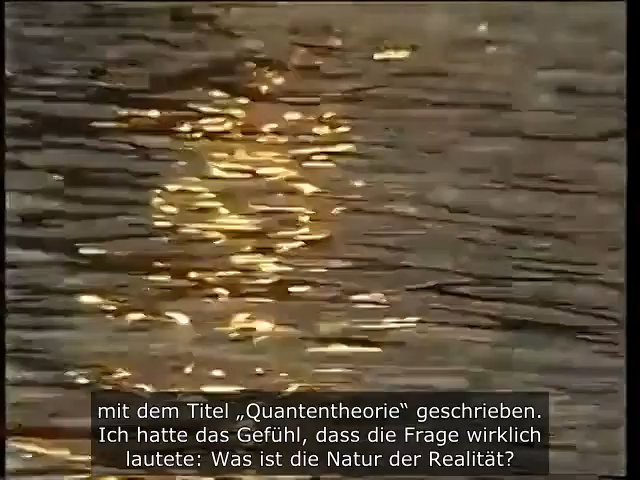 mit dem Titel „Quantentheorie“ geschrieben.
Ich hatte das Gefühl, dass die Frage wirklich
lautete: Was ist die Natur der Realität?